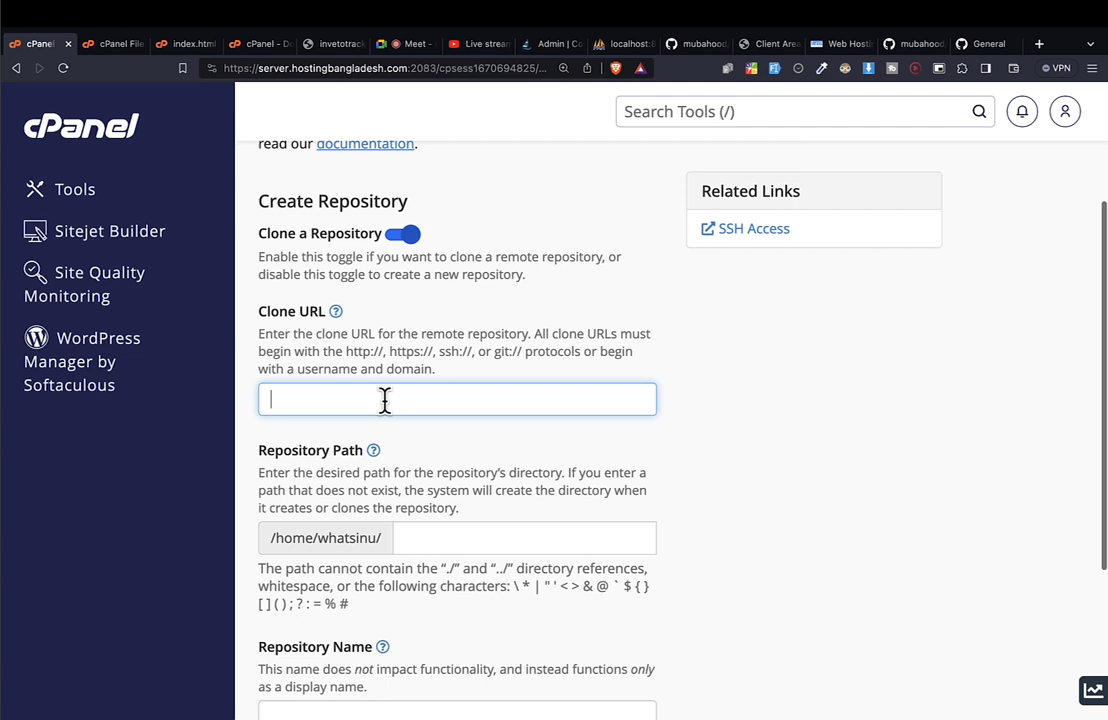 cPanel
cPanel File
index.html
cPanel - Do
invetotrack
Meet -
Live stream
Admin | Co
localhost:8
mubahood
Client Area
Web Hosti
mubahood
General
https://server.hostingbangladesh.com:2083/cpsess1670694825/...
VPN
cPanel
Search Tools (/)
Tools
Sitejet Builder
Site Quality
Monitoring
WordPress
Manager by
Softaculous
read our documentation.
Create Repository
Clone a Repository
Enable this toggle if you want to clone a remote repository, or
disable this toggle to create a new repository.
Clone URL
Enter the clone URL for the remote repository. All clone URLs must
begin with the http://, https://, ssh://, or git:// protocols or begin
with a username and domain.
Repository Path
Enter the desired path for the repository's directory. If you enter a
path that does not exist, the system will create the directory when
it creates or clones the repository.
/home/whatsinu/
The path cannot contain the "./" and "../" directory references,
whitespace, or the following characters: \ * | " ' < > & @ ` $ { }
[ ] ( ) ; ? : = % #
Repository Name
This name does not impact functionality, and instead functions only
as a display name.
Related Links
SSH Access